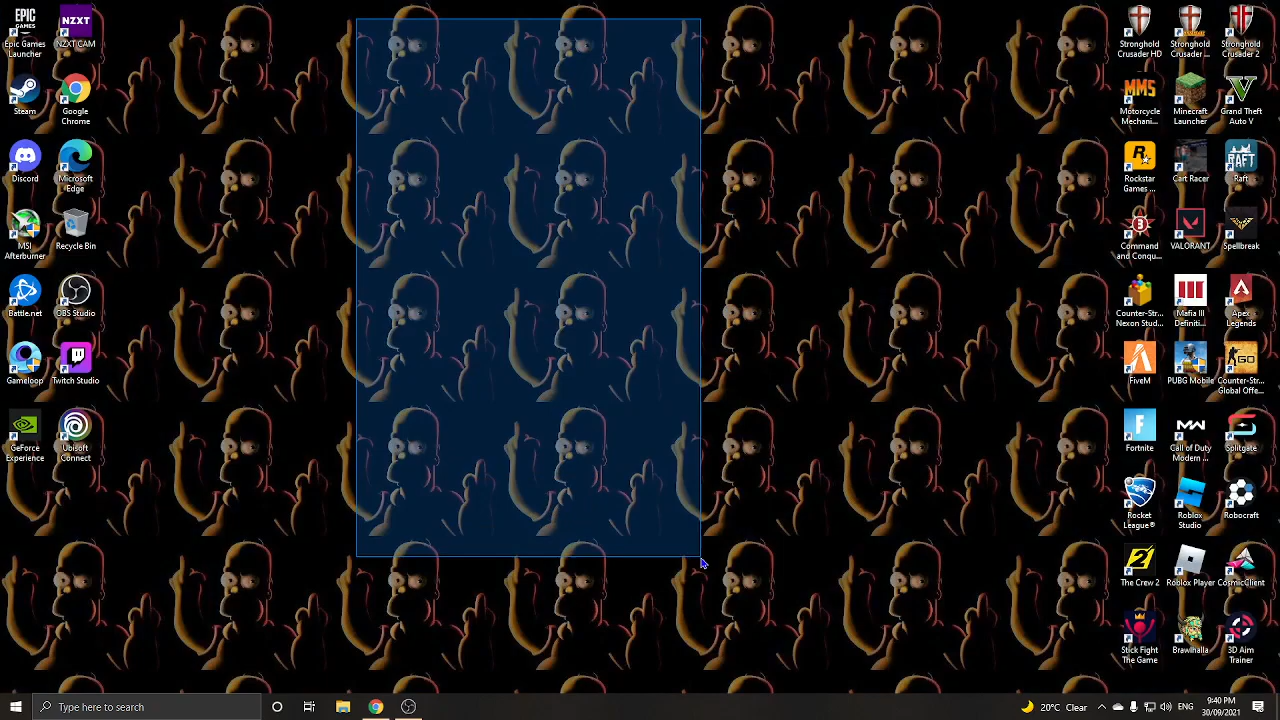 EPIC
GAMES
Epic Games
Launcher
NZXT
NZXT CAM
Steam
Google
Chrome
Discord
Microsoft
Edge
MSI
Afterburner
Recycle Bin
Battle.net
OBS Studio
Gameloop
Twitch Studio
GeForce
Experience
Ubisoft
Connect
Stronghold
Crusader HD
Stronghold
Crusader ...
Stronghold
Crusader 2
MMS
Motorcycle
Mechani...
Minecraft
Launcher
Grand Theft
Auto V
R
Rockstar
Games ...
Cart Racer
RAFT
Raft
3
Command
and Conqu...
VALORANT
Spellbreak
Counter-Str...
Nexon Stud...
Mafia III
Definiti...
Apex
Legends
FiveM
PUBG Mobile
GO
Counter-Str...
Global Offe...
F
Fortnite
MW
Call of Duty
Modern ...
Splitgate
Rocket
League®
Roblox
Studio
Robocraft
2
The Crew 2
Roblox Player
CosmicClient
Stick Fight
The Game
Brawlhalla
3D Aim
Trainer
Type here to search
20°C Clear
ENG
9:40 PM
30/09/2021